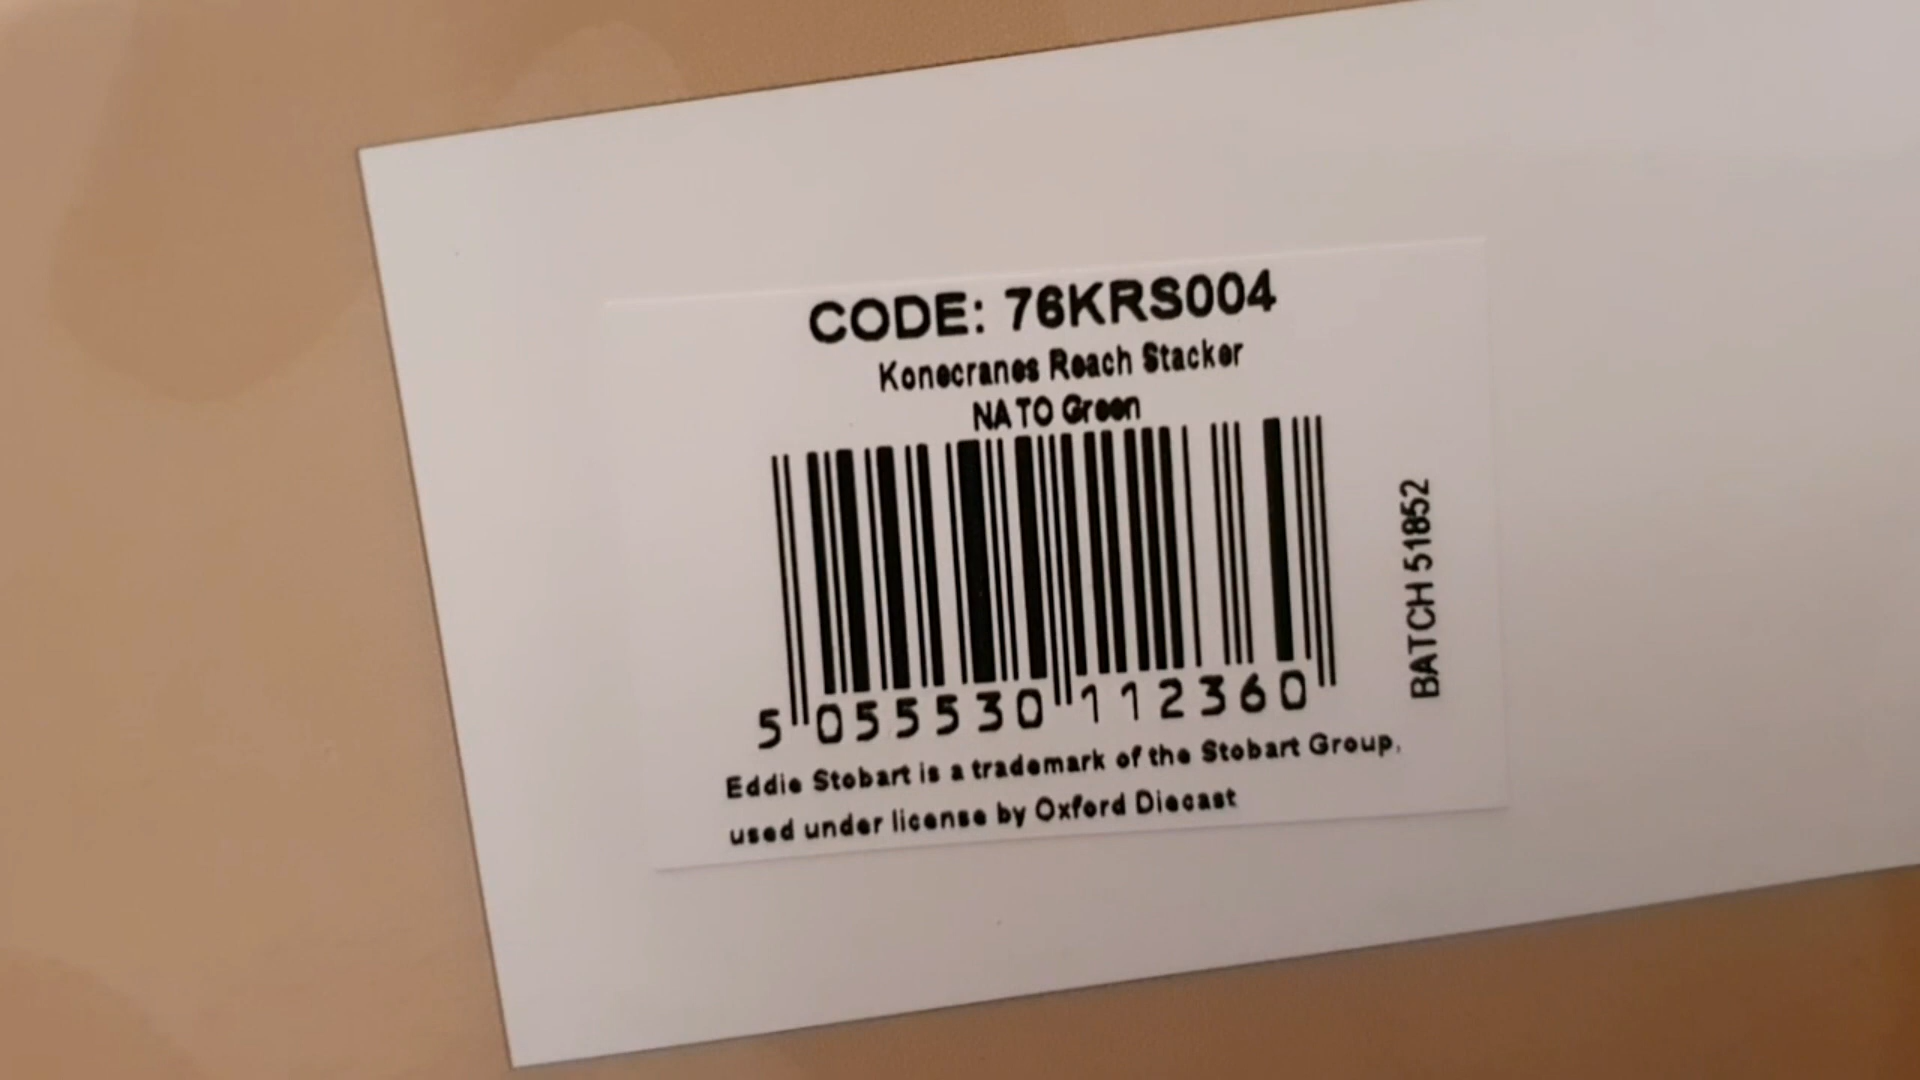 CODE: 76KRS004
Konecranes Reach Stacker
NATO Green
5 055530 112360
BATCH 51852
Eddie Stobart is a trademark of the Stobart Group,
used under license by Oxford Diecast